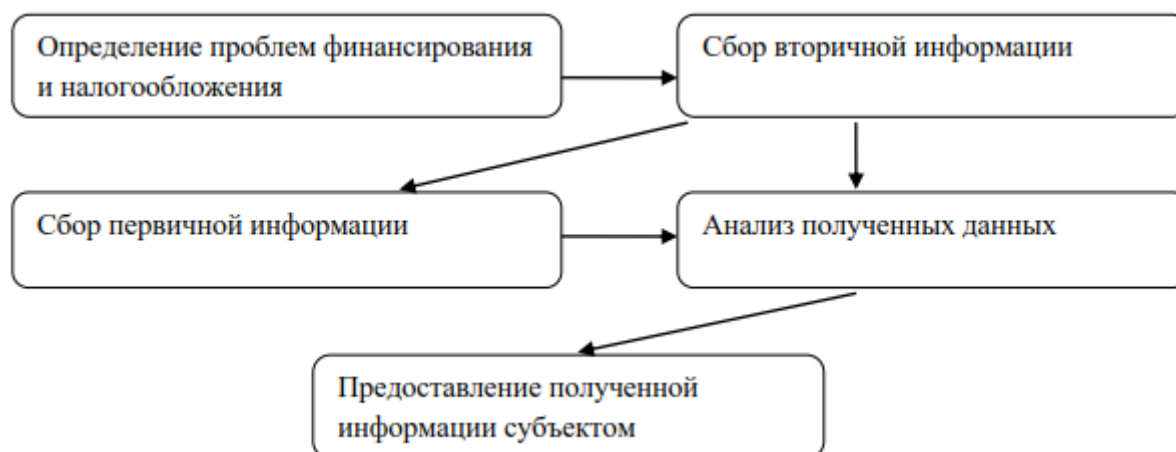 Определение проблем финансирования
и налогообложения
Сбор вторичной информации
Сбор первичной информации
Анализ полученных данных
Предоставление полученной
информации субъектом